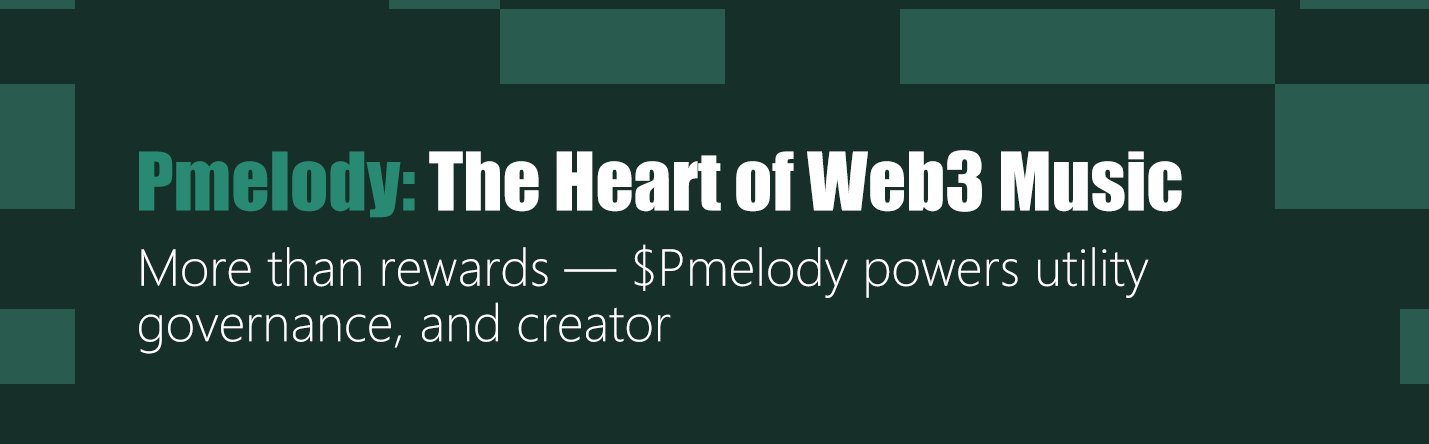 Pmelody: The Heart of Web3 Music
More than rewards — $Pmelody powers utility
governance, and creator